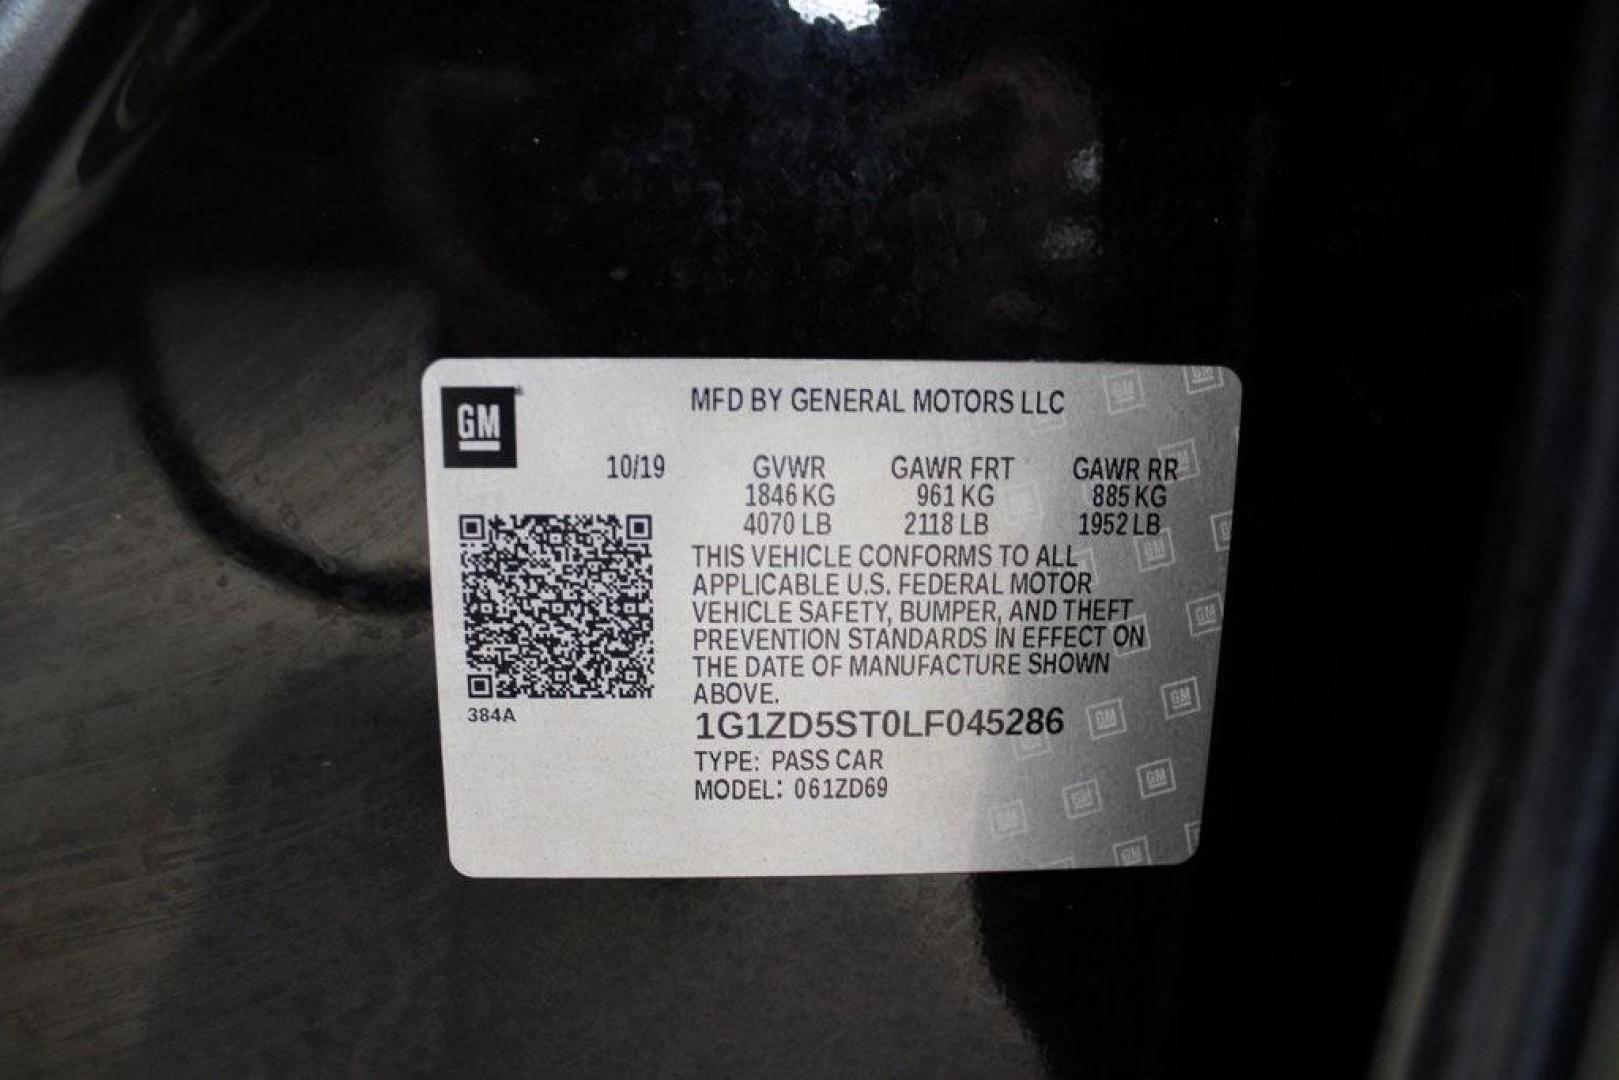 GM
MFD BY GENERAL MOTORS LLC
10/19 GVWR GAWR FRT GAWR RR
1846 KG 961 KG 885 KG
4070 LB 2118 LB 1952 LB
THIS VEHICLE CONFORMS TO ALL
APPLICABLE U.S. FEDERAL MOTOR
VEHICLE SAFETY, BUMPER, AND THEFT
PREVENTION STANDARDS IN EFFECT ON
THE DATE OF MANUFACTURE SHOWN
ABOVE.
384A
1G1ZD5ST0LF045286
TYPE: PASS CAR
MODEL: 061ZD69